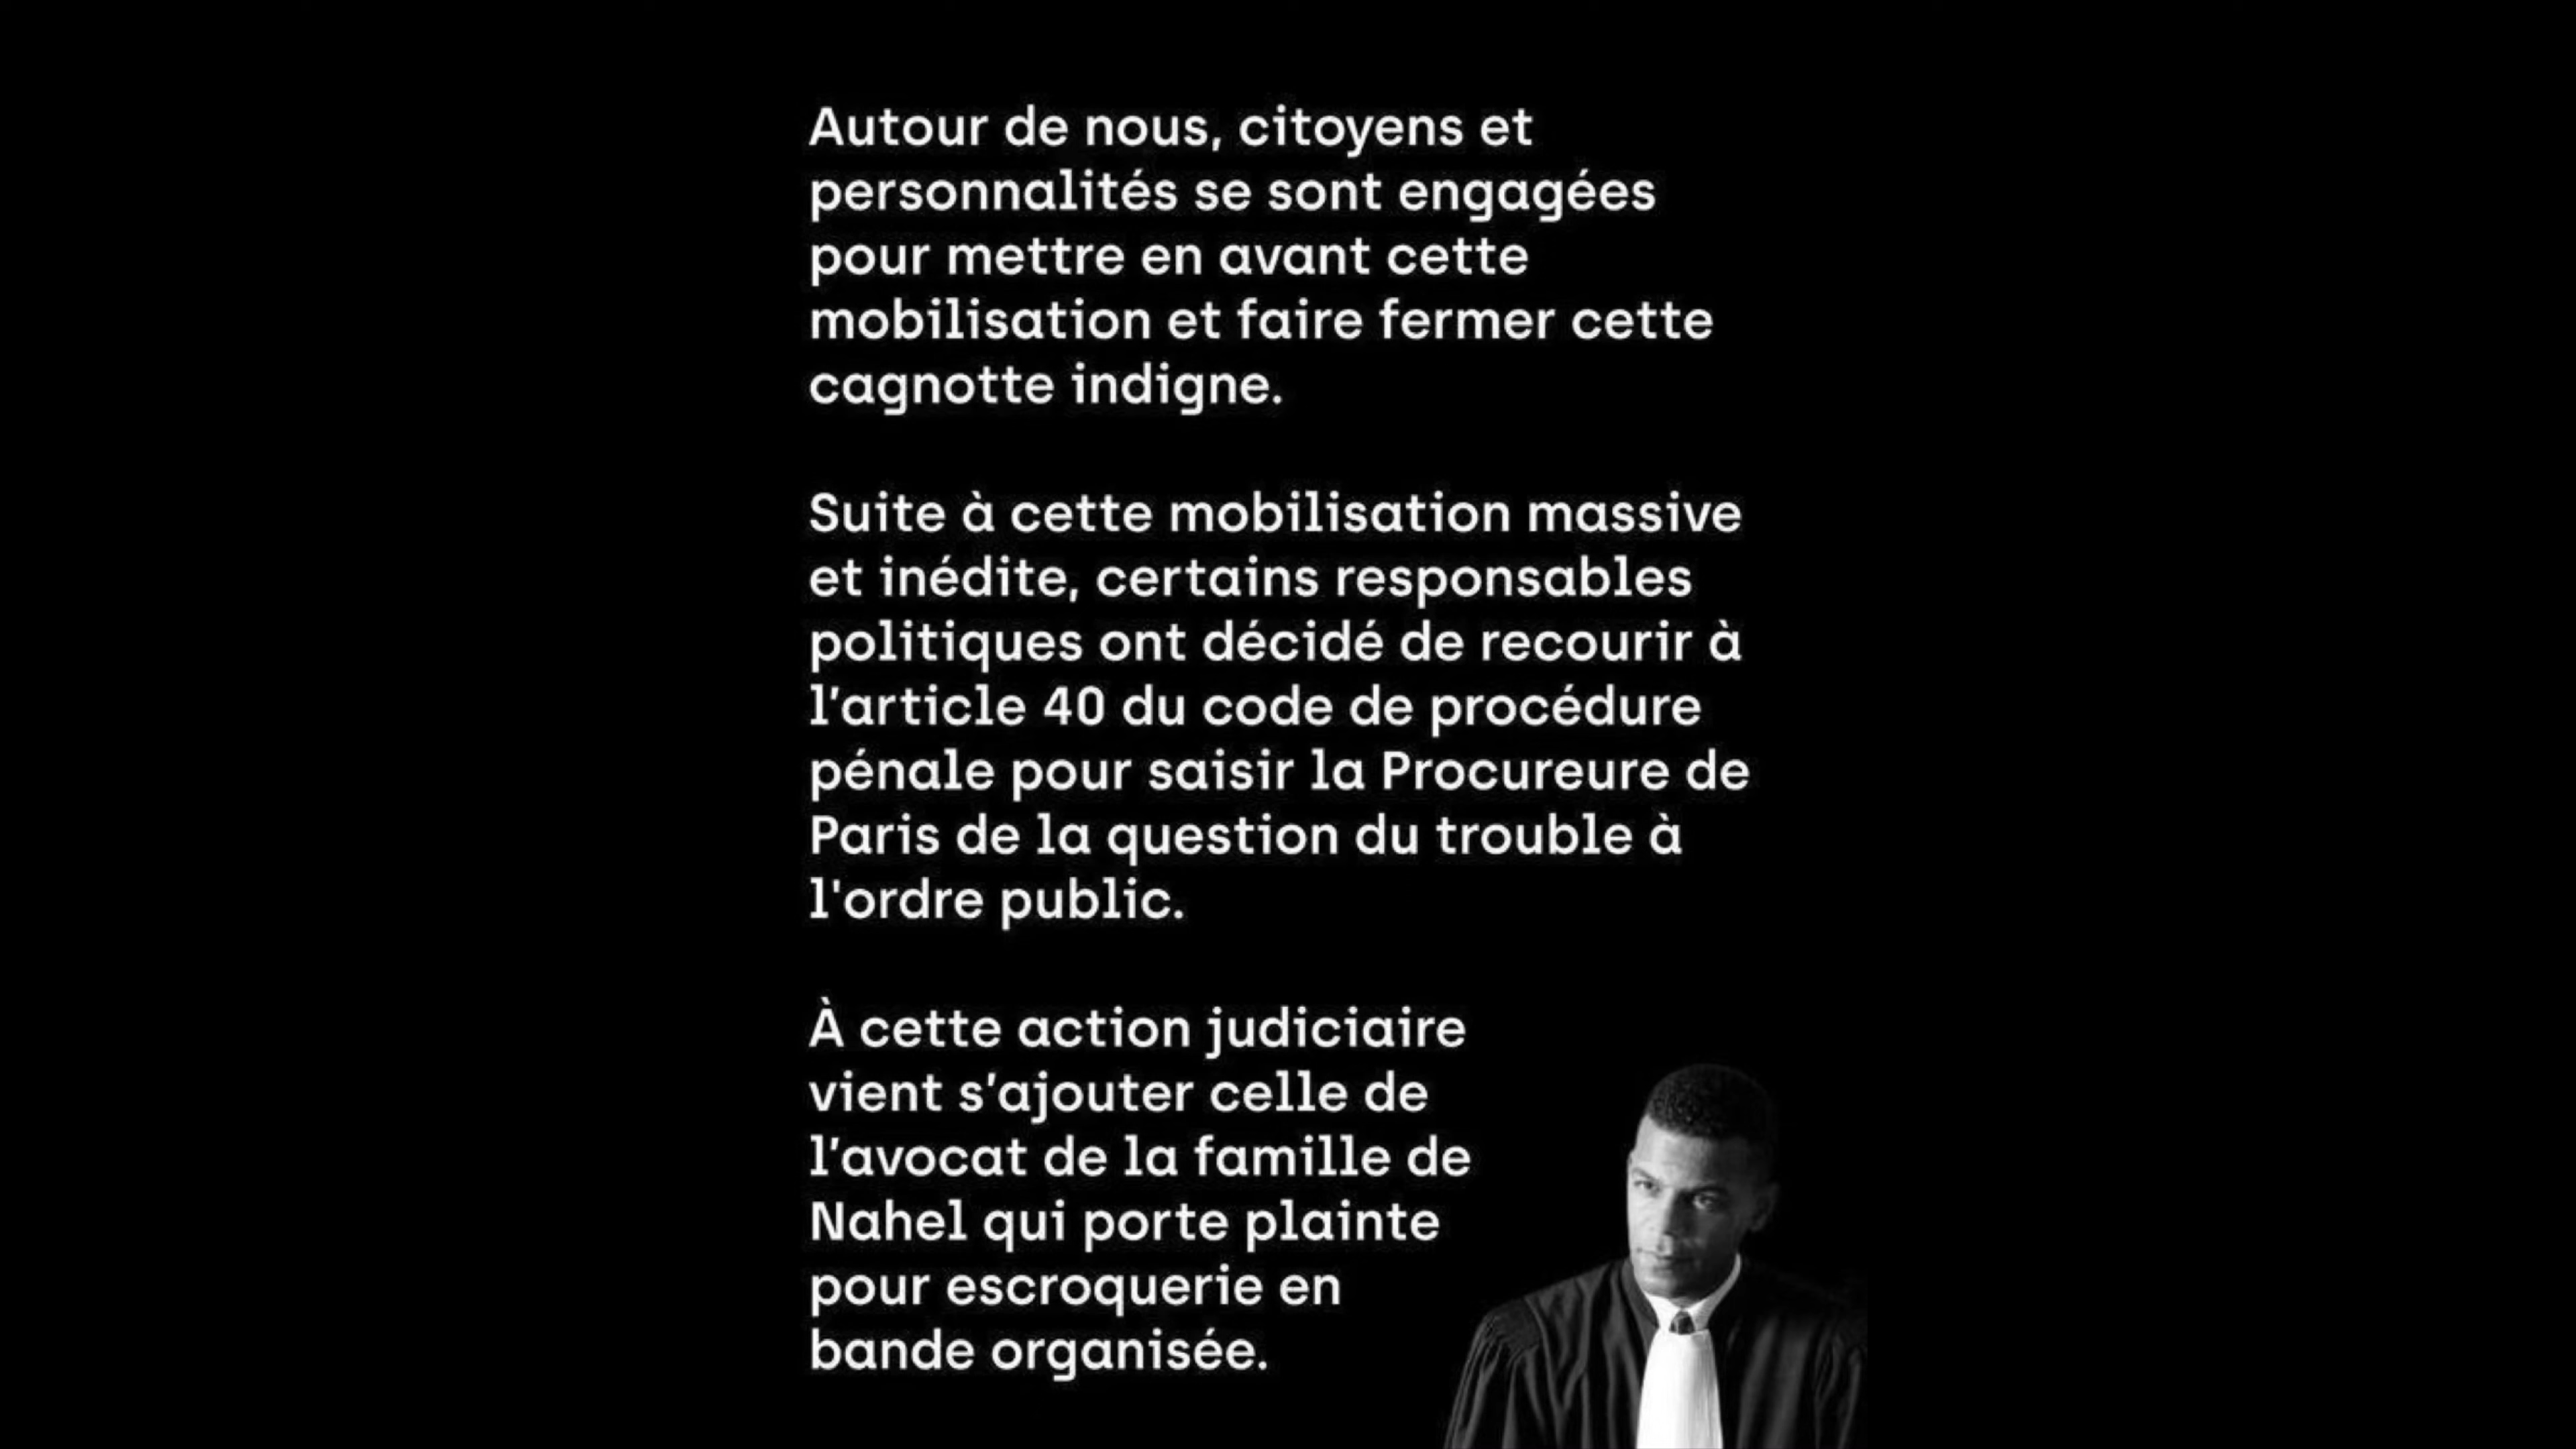 Autour de nous, citoyens et
personnalités se sont engagées
pour mettre en avant cette
mobilisation et faire fermer cette
cagnotte indigne.
Suite à cette mobilisation massive
et inédite, certains responsables
politiques ont décidé de recourir à
l’article 40 du code de procédure
pénale pour saisir la Procureure de
Paris de la question du trouble à
l'ordre public.
À cette action judiciaire
vient s’ajouter celle de
l’avocat de la famille de
Nahel qui porte plainte
pour escroquerie en
bande organisée.